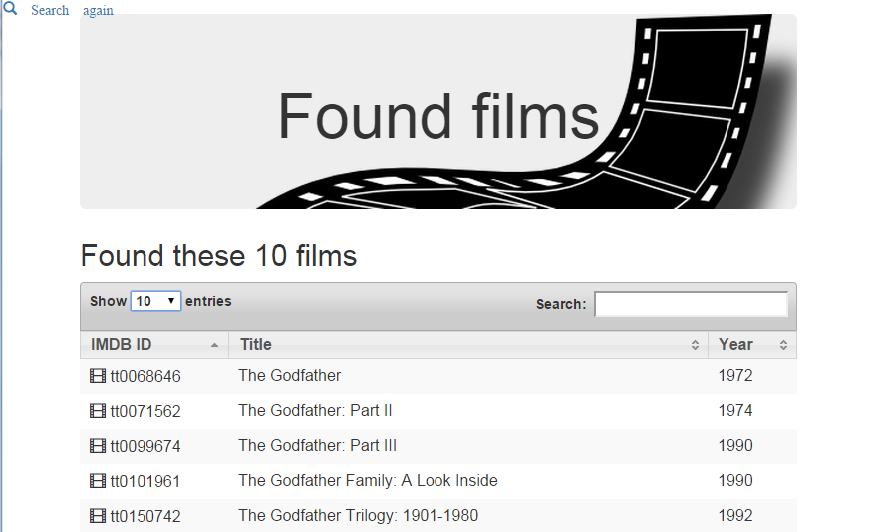 Search again
Found films
Found these 10 films
Show 10 entries Search:
IMDB ID Title Year
tt0068646 The Godfather 1972
tt0071562 The Godfather: Part II 1974
tt0099674 The Godfather: Part III 1990
tt0101961 The Godfather Family: A Look Inside 1990
tt0150742 The Godfather Trilogy: 1901-1980 1992